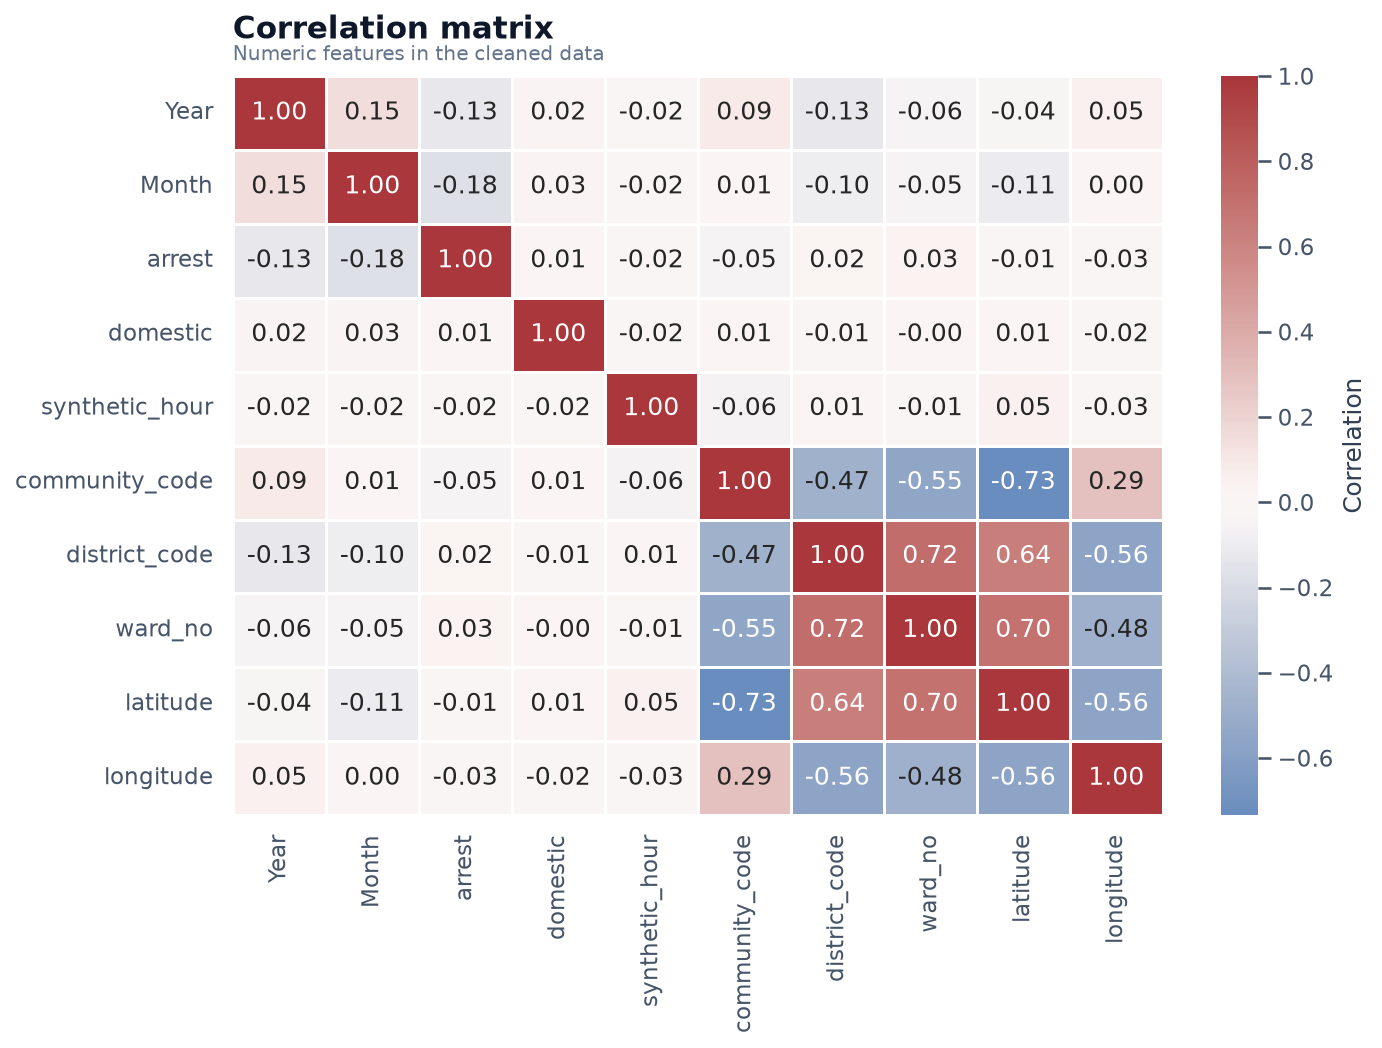 Correlation matrix
Numeric features in the cleaned data
Year 1.00 0.15 -0.13 0.02 -0.02 0.09 -0.13 -0.06 -0.04 0.05
Month 0.15 1.00 -0.18 0.03 -0.02 0.01 -0.10 -0.05 -0.11 0.00
arrest -0.13 -0.18 1.00 0.01 -0.02 -0.05 0.02 0.03 -0.01 -0.03
domestic 0.02 0.03 0.01 1.00 -0.02 0.01 -0.01 -0.00 0.01 -0.02
synthetic_hour -0.02 -0.02 -0.02 -0.02 1.00 -0.06 0.01 -0.01 0.05 -0.03
community_code 0.09 0.01 -0.05 0.01 -0.06 1.00 -0.47 -0.55 -0.73 0.29
district_code -0.13 -0.10 0.02 -0.01 0.01 -0.47 1.00 0.72 0.64 -0.56
ward_no -0.06 -0.05 0.03 -0.00 -0.01 -0.55 0.72 1.00 0.70 -0.48
latitude -0.04 -0.11 -0.01 0.01 0.05 -0.73 0.64 0.70 1.00 -0.56
longitude 0.05 0.00 -0.03 -0.02 -0.03 0.29 -0.56 -0.48 -0.56 1.00
Year
Month
arrest
domestic
synthetic_hour
community_code
district_code
ward_no
latitude
longitude
1.0
0.8
0.6
0.4
0.2
0.0
−0.2
−0.4
−0.6
Correlation